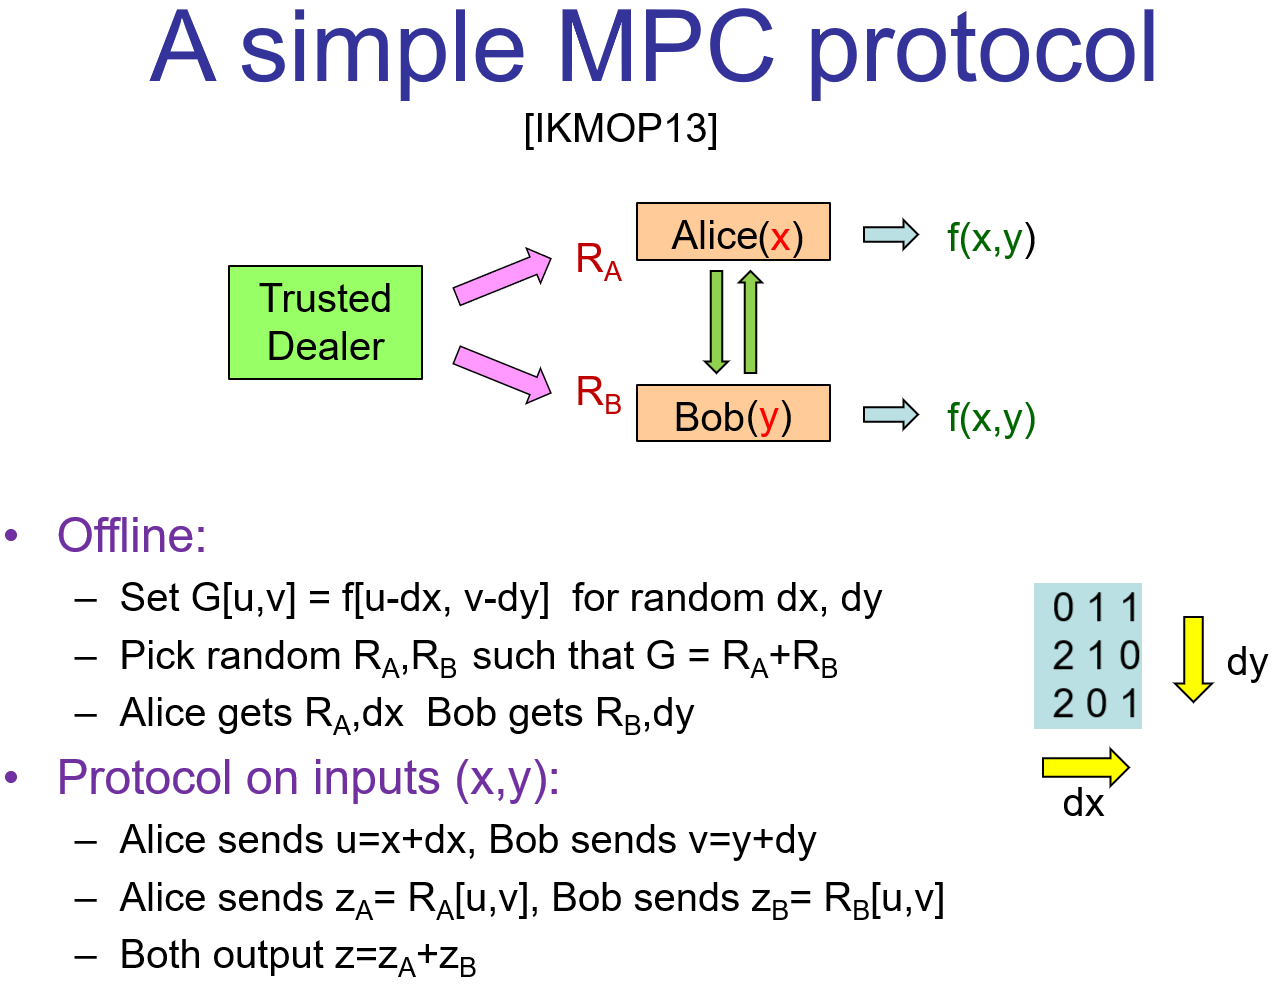 A simple MPC protocol
[IKMOP13]
Trusted
Dealer
R_A
Alice(x)
f(x,y)
R_B
Bob(y)
f(x,y)
• Offline:
– Set G[u,v] = f[u-dx, v-dy] for random dx, dy
– Pick random R_A,R_B such that G = R_A+R_B
– Alice gets R_A,dx Bob gets R_B,dy
0 1 1
2 1 0
2 0 1
dy
dx
• Protocol on inputs (x,y):
– Alice sends u=x+dx, Bob sends v=y+dy
– Alice sends z_A= R_A[u,v], Bob sends z_B= R_B[u,v]
– Both output z=z_A+z_B